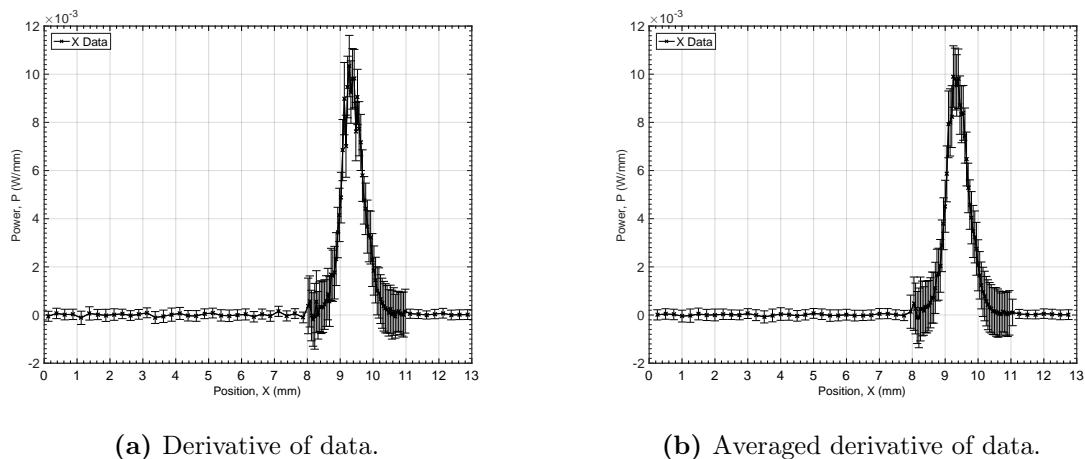 ×10⁻³
12
X Data
10
8
6
4
2
0
-2
Power, P (W/mm)
0 1 2 3 4 5 6 7 8 9 10 11 12 13
Position, X (mm)
(a) Derivative of data.
×10⁻³
12
X Data
10
8
6
4
2
0
-2
Power, P (W/mm)
0 1 2 3 4 5 6 7 8 9 10 11 12 13
Position, X (mm)
(b) Averaged derivative of data.